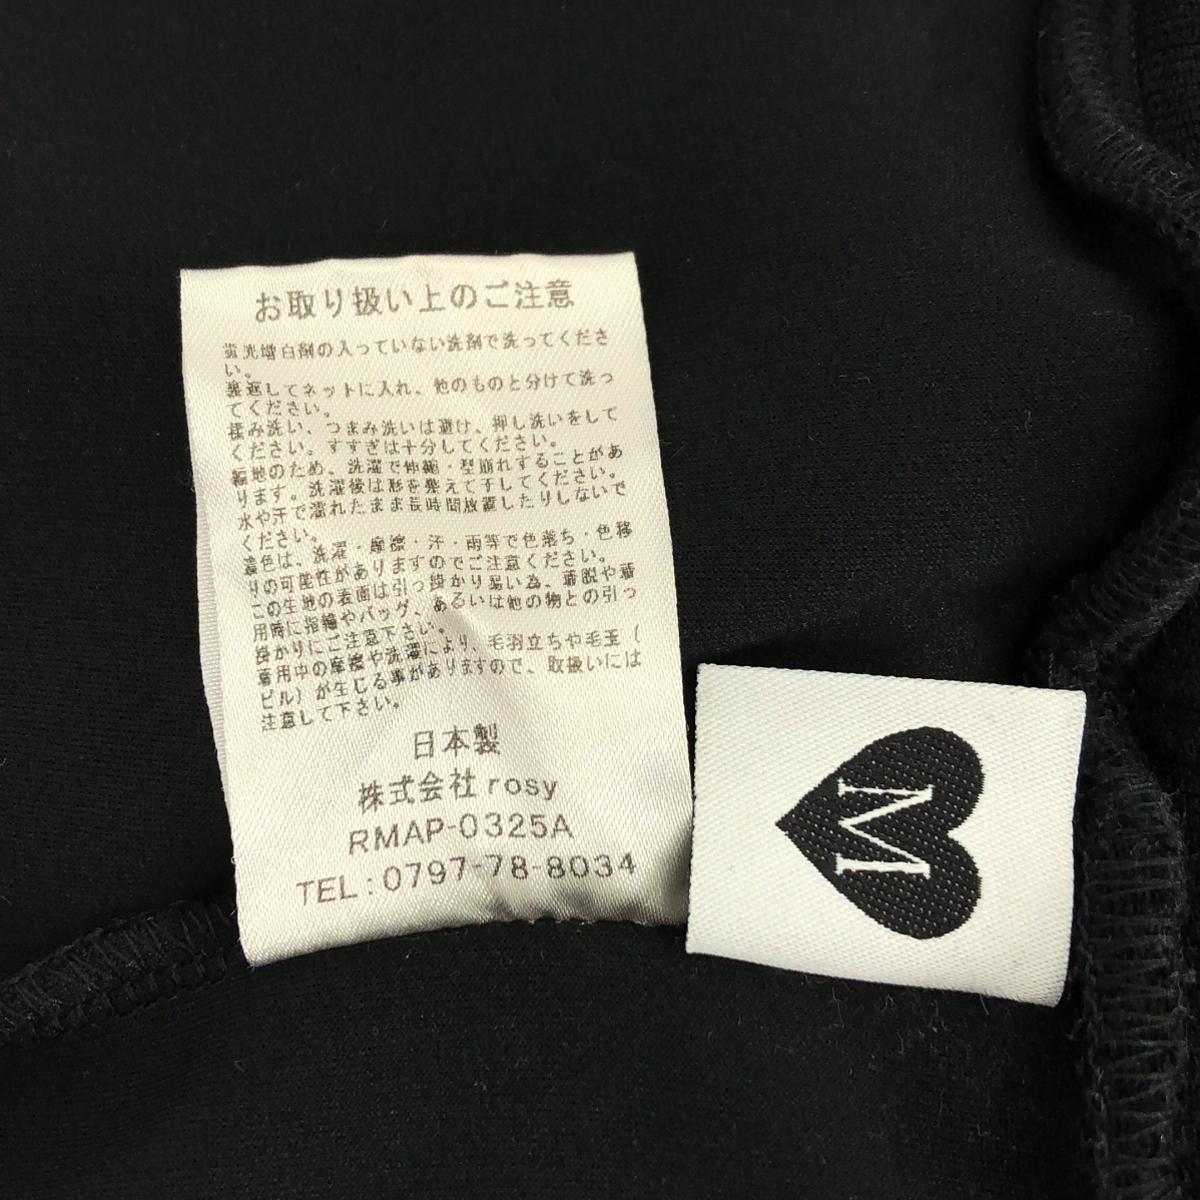 お取り扱い上のご注意
蛍光増白剤の入っていない洗剤で洗ってくださ
い。
裏返してネットに入れ、他のものと分けて洗っ
てください。
揉み洗い、つまみ洗いは避け、押し洗いをして
ください。すすぎは十分してください。
編地のため、洗濯で伸縮・型崩れすることがあ
ります。洗濯後は形を整えて干してください。
水や汗で濡れたまま長時間放置したりしないで
ください。
濃色は、洗濯・摩擦・汗・雨等で色落ち・色移
りの可能性がありますのでご注意ください。
この生地の表面は引っ掛かり易い為、着脱や着
用時に指輪やバッグ、あるいは他の物との引っ
掛かりにご注意下さい。
着用中の摩擦や洗濯により、毛羽立ちや毛玉（
ピル）が生じる事がありますので、取扱いには
注意して下さい。
日本製
株式会社rosy
RMAP-0325A
TEL:0797-78-8034
M